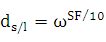 d_{s/l} = ω^{SF/10}